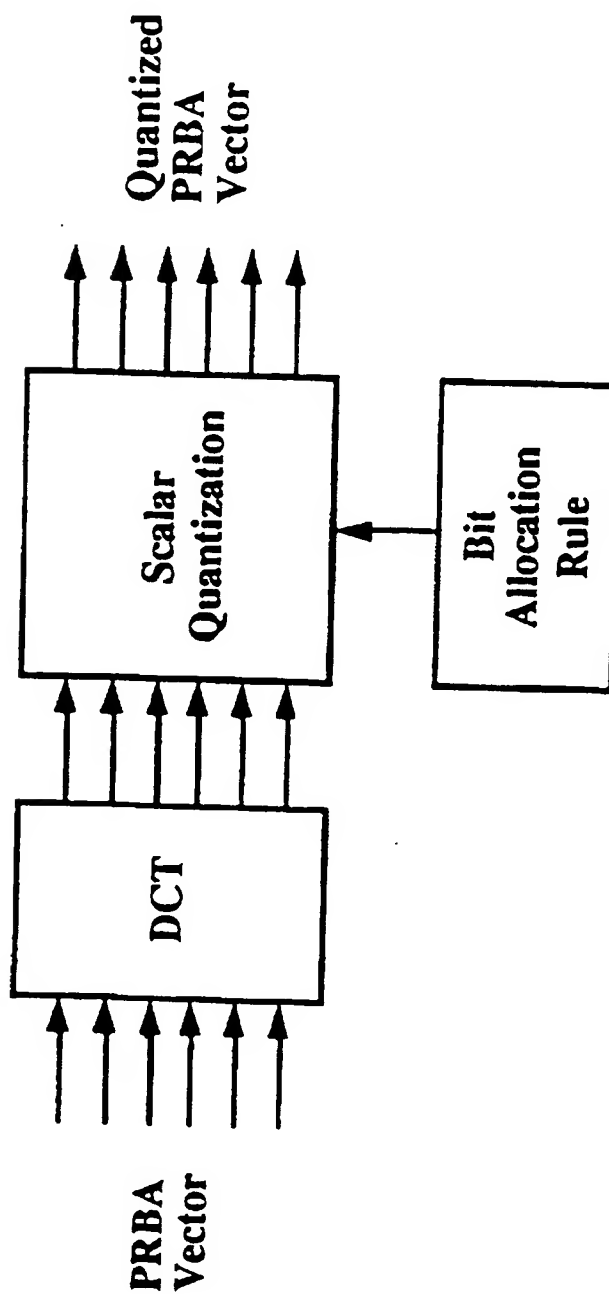 PRBA
Vector
DCT
Scalar
Quantization
Bit
Allocation
Rule
Quantized
PRBA
Vector